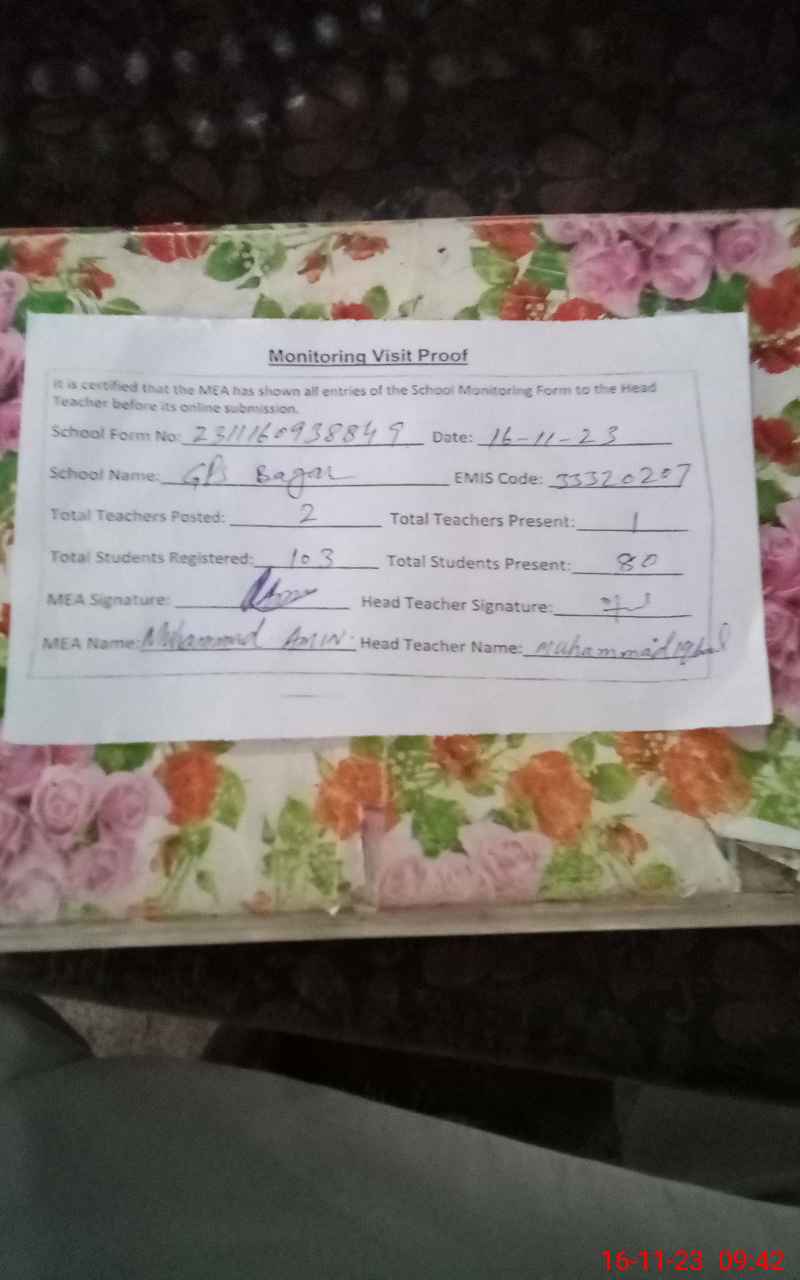 Monitoring Visit Proof
It is certified that the MEA has shown all entries of the School Monitoring Form to the Head
Teacher before its online submission.
School Form No: 231116093849 Date: 16-11-23
School Name: GPS EMIS Code: 33320207
Total Teachers Posted: 2 Total Teachers Present: 1
Total Students Registered: 103 Total Students Present: 80
MEA Signature: Head Teacher Signature:
MEA Name: Muhammad Amin Head Teacher Name: Muhammad Iqbal
16-11-23 09:42